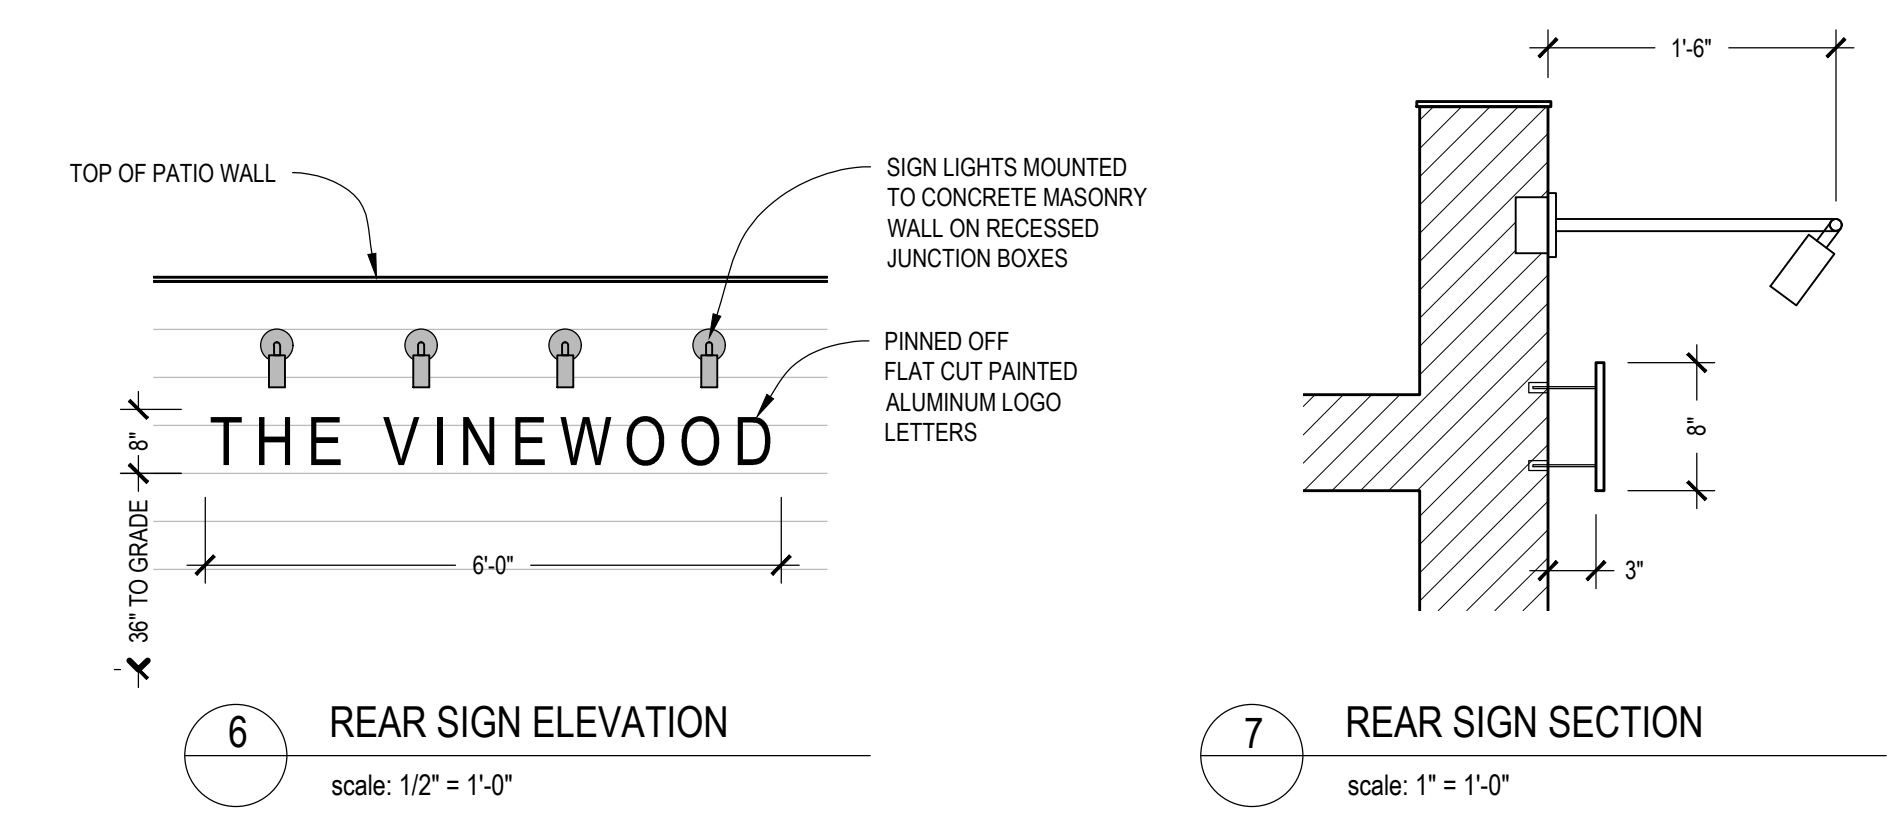 TOP OF PATIO WALL
SIGN LIGHTS MOUNTED
TO CONCRETE MASONRY
WALL ON RECESSED
JUNCTION BOXES
PINNED OFF
FLAT CUT PAINTED
ALUMINUM LOGO
LETTERS
THE VINEWOOD
8"
36" TO GRADE
6'-0"
6
REAR SIGN ELEVATION
scale: 1/2" = 1'-0"
1'-6"
8"
3"
7
REAR SIGN SECTION
scale: 1" = 1'-0"